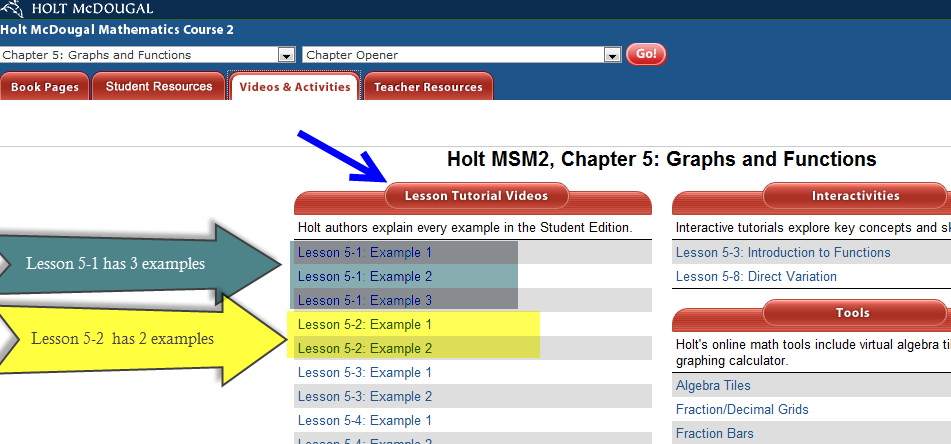 HOLT McDOUGAL
Holt McDougal Mathematics Course 2
Chapter 5: Graphs and Functions
Chapter Opener
Go!
Book Pages
Student Resources
Videos & Activities
Teacher Resources
Holt MSM2, Chapter 5: Graphs and Functions
Lesson Tutorial Videos
Holt authors explain every example in the Student Edition.
Lesson 5-1: Example 1
Lesson 5-1: Example 2
Lesson 5-1: Example 3
Lesson 5-2: Example 1
Lesson 5-2: Example 2
Lesson 5-3: Example 1
Lesson 5-3: Example 2
Lesson 5-4: Example 1
Lesson 5-4: Example 2
Lesson 5-1 has 3 examples
Lesson 5-2 has 2 examples
Interactivities
Interactive tutorials explore key concepts and
Lesson 5-3: Introduction to Functions
Lesson 5-8: Direct Variation
Tools
Holt's online math tools include virtual algebra
graphing calculator.
Algebra Tiles
Fraction/Decimal Grids
Fraction Bars